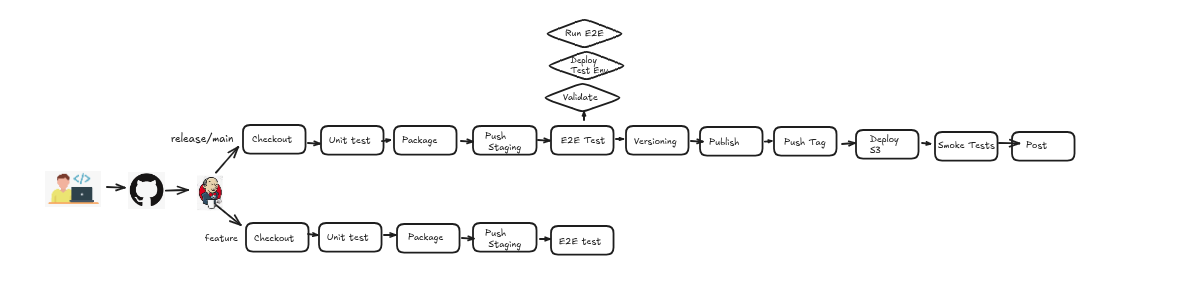 Run E2E
Deploy
Test Env
Validate
release/main
Checkout
Unit test
Package
Push
Staging
E2E Test
Versioning
Publish
Push Tag
Deploy
S3
Smoke Tests
Post
</>
feature
Checkout
Unit test
Package
Push
Staging
E2E test